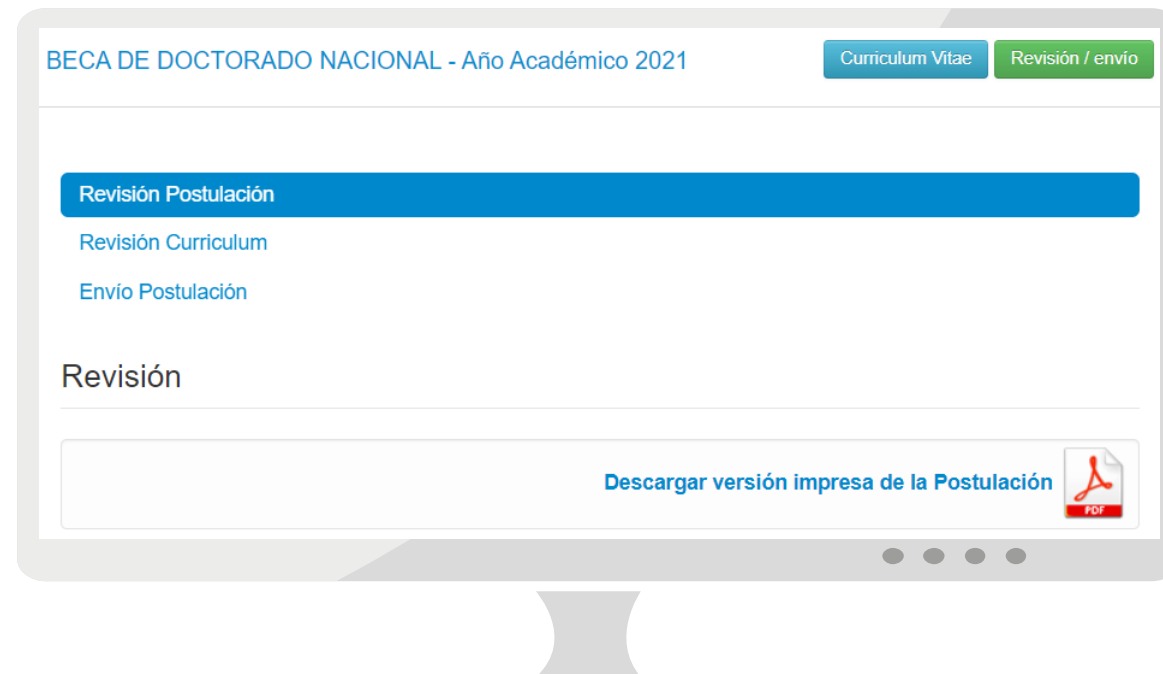 BECA DE DOCTORADO NACIONAL - Año Académico 2021
Curriculum Vitae
Revisión / envío
Revisión Postulación
Revisión Curriculum
Envío Postulación
Revisión
Descargar versión impresa de la Postulación
PDF